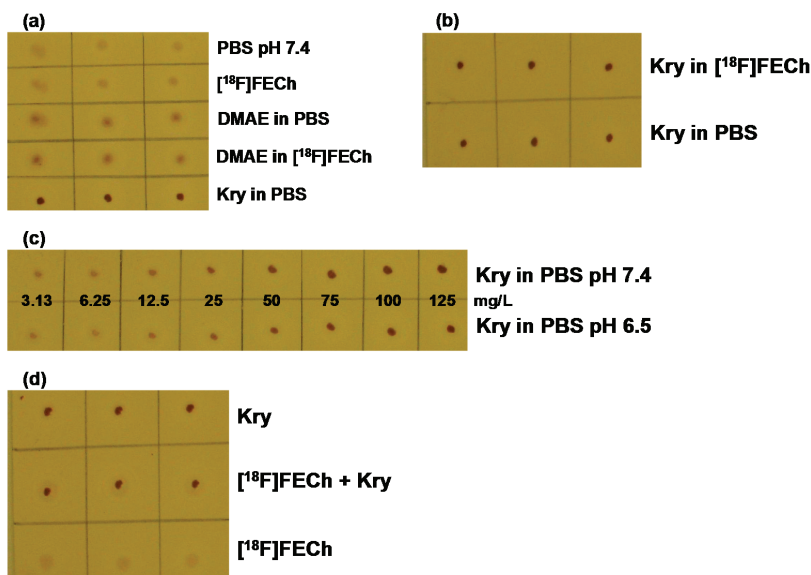 (a)
PBS pH 7.4
[¹⁸F]FECh
DMAE in PBS
DMAE in [¹⁸F]FECh
Kry in PBS
(b)
Kry in [¹⁸F]FECh
Kry in PBS
(c)
Kry in PBS pH 7.4
3.13 6.25 12.5 25 50 75 100 125 mg/L
Kry in PBS pH 6.5
(d)
Kry
[¹⁸F]FECh + Kry
[¹⁸F]FECh